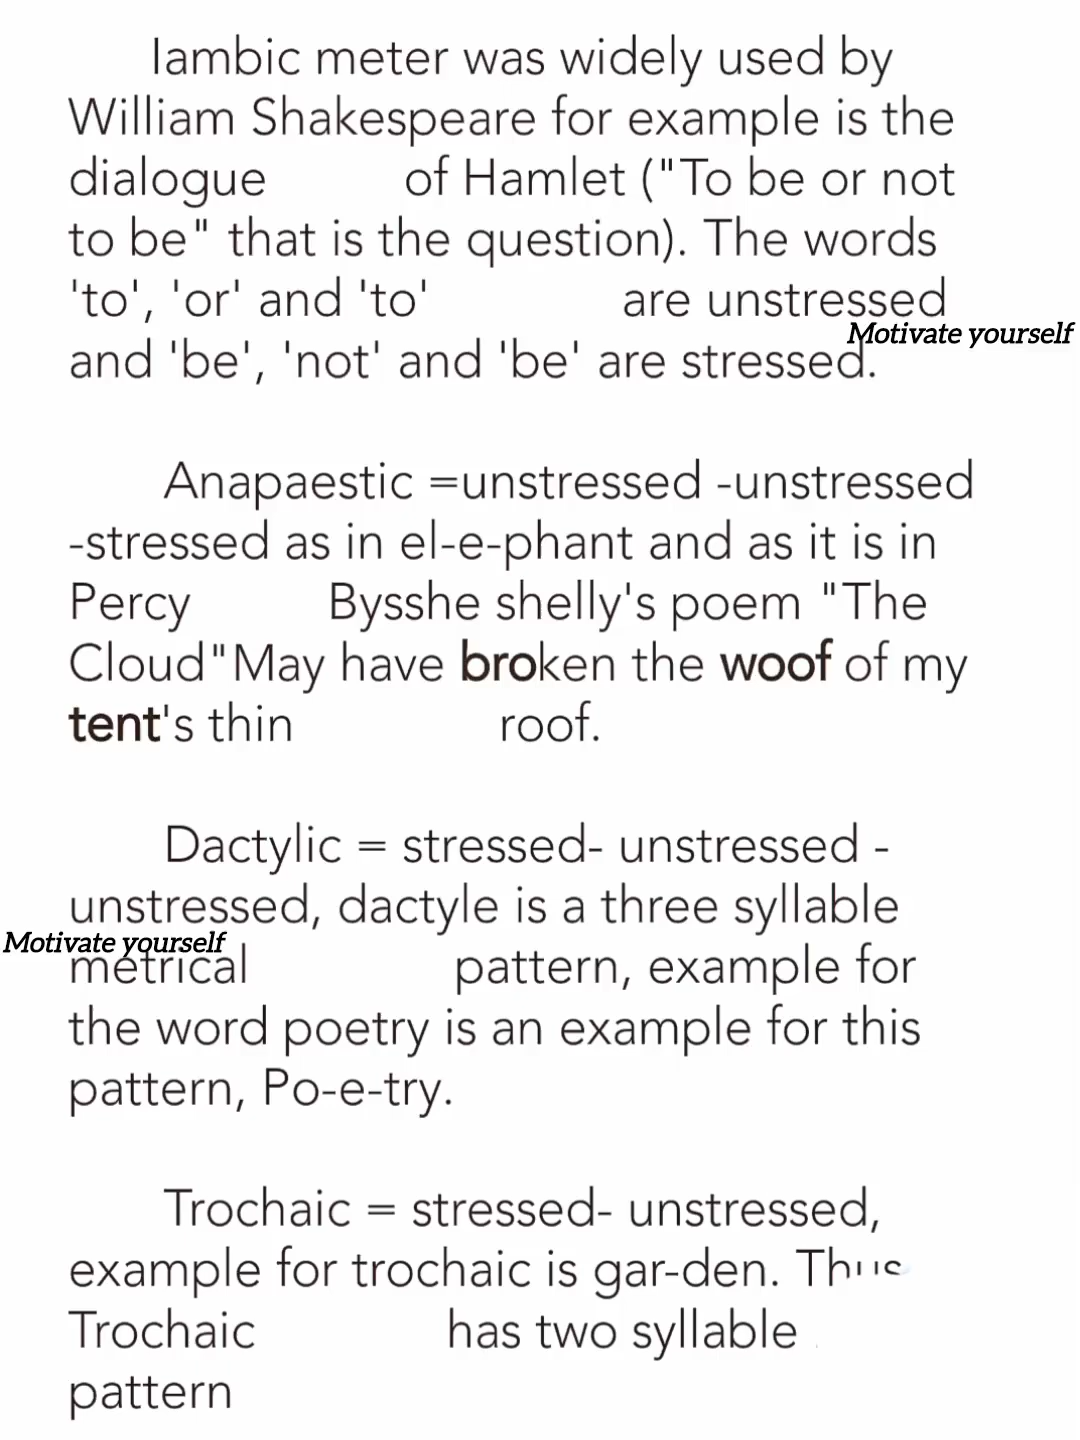 Iambic meter was widely used by
William Shakespeare for example is the
dialogue of Hamlet ("To be or not
to be" that is the question). The words
'to', 'or' and 'to' are unstressed
Motivate yourself
and 'be', 'not' and 'be' are stressed.
Anapaestic =unstressed -unstressed
-stressed as in el-e-phant and as it is in
Percy Bysshe shelly's poem "The
Cloud"May have broken the woof of my
tent's thin roof.
Dactylic = stressed- unstressed -
unstressed, dactyle is a three syllable
Motivate yourself
metrical pattern, example for
the word poetry is an example for this
pattern, Po-e-try.
Trochaic = stressed- unstressed,
example for trochaic is gar-den. Thus
Trochaic has two syllable
pattern